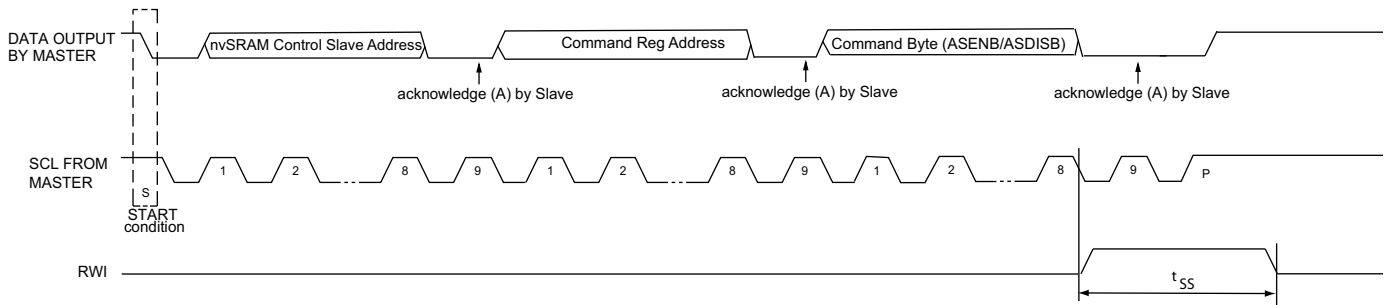 DATA OUTPUT
BY MASTER
nvSRAM Control Slave Address
Command Reg Address
Command Byte (ASENB/ASDISB)
acknowledge (A) by Slave
acknowledge (A) by Slave
acknowledge (A) by Slave
SCL FROM
MASTER
1 2 8 9 1 2 8 9 1 2 8 9 P
S
START
condition
RWI
tSS